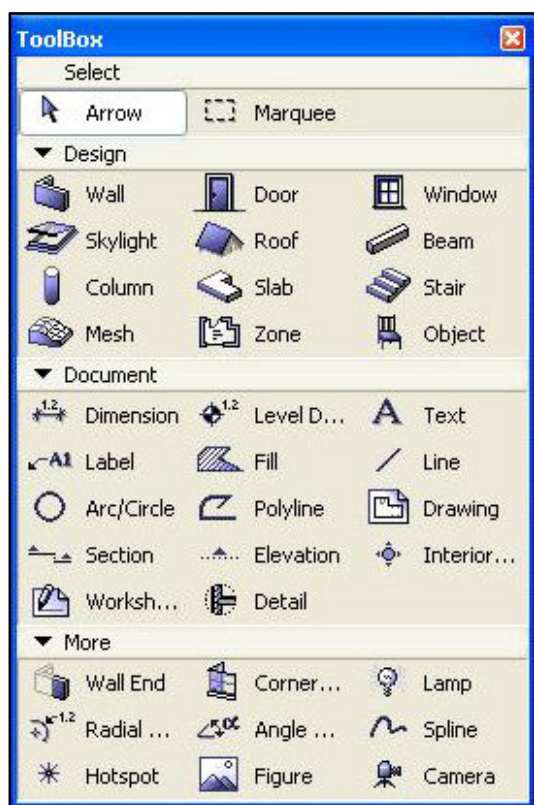 ToolBox
Select
Arrow Marquee
Design
Wall Door Window
Skylight Roof Beam
Column Slab Stair
Mesh Zone Object
Document
1.2 Dimension 1.2 Level D... A Text
A1 Label Fill Line
Arc/Circle Polyline Drawing
Section Elevation Interior...
Worksh... Detail
More
Wall End Corner... Lamp
1.2 Radial ... α Angle ... Spline
Hotspot Figure Camera